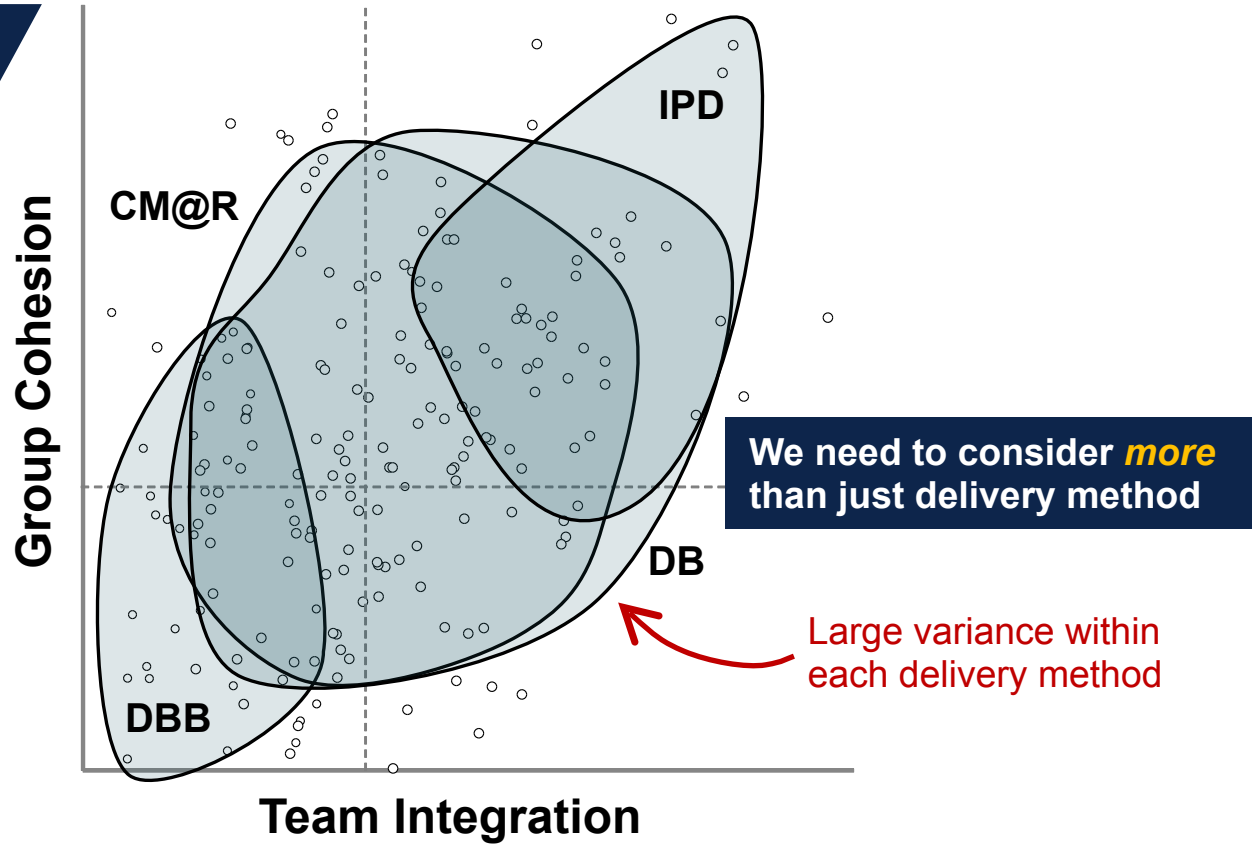 IPD
CM@R
Group Cohesion
We need to consider more
than just delivery method
DB
Large variance within
each delivery method
DBB
Team Integration